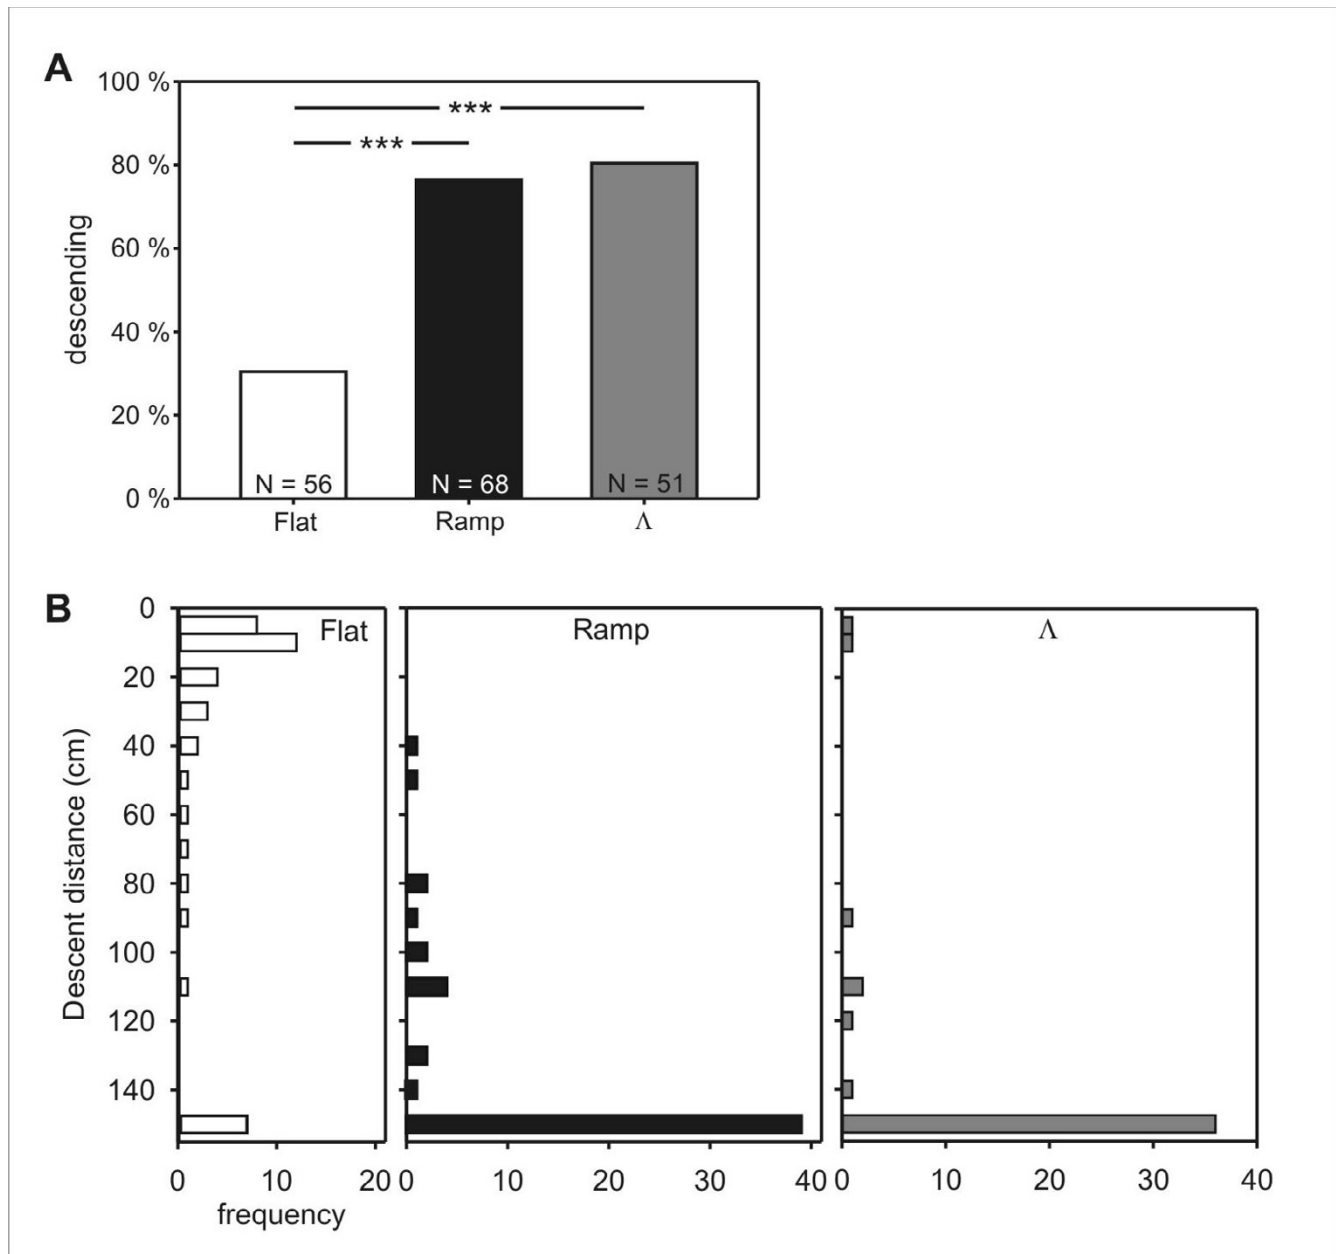 A
100 %
80 %
60 %
40 %
20 %
0 %
descending
***
***
N = 56
N = 68
N = 51
Flat
Ramp
Λ
B
0
20
40
60
80
100
120
140
Descent distance (cm)
Flat
Ramp
Λ
0 10 20
0 10 20 30 40
0 10 20 30 40
frequency